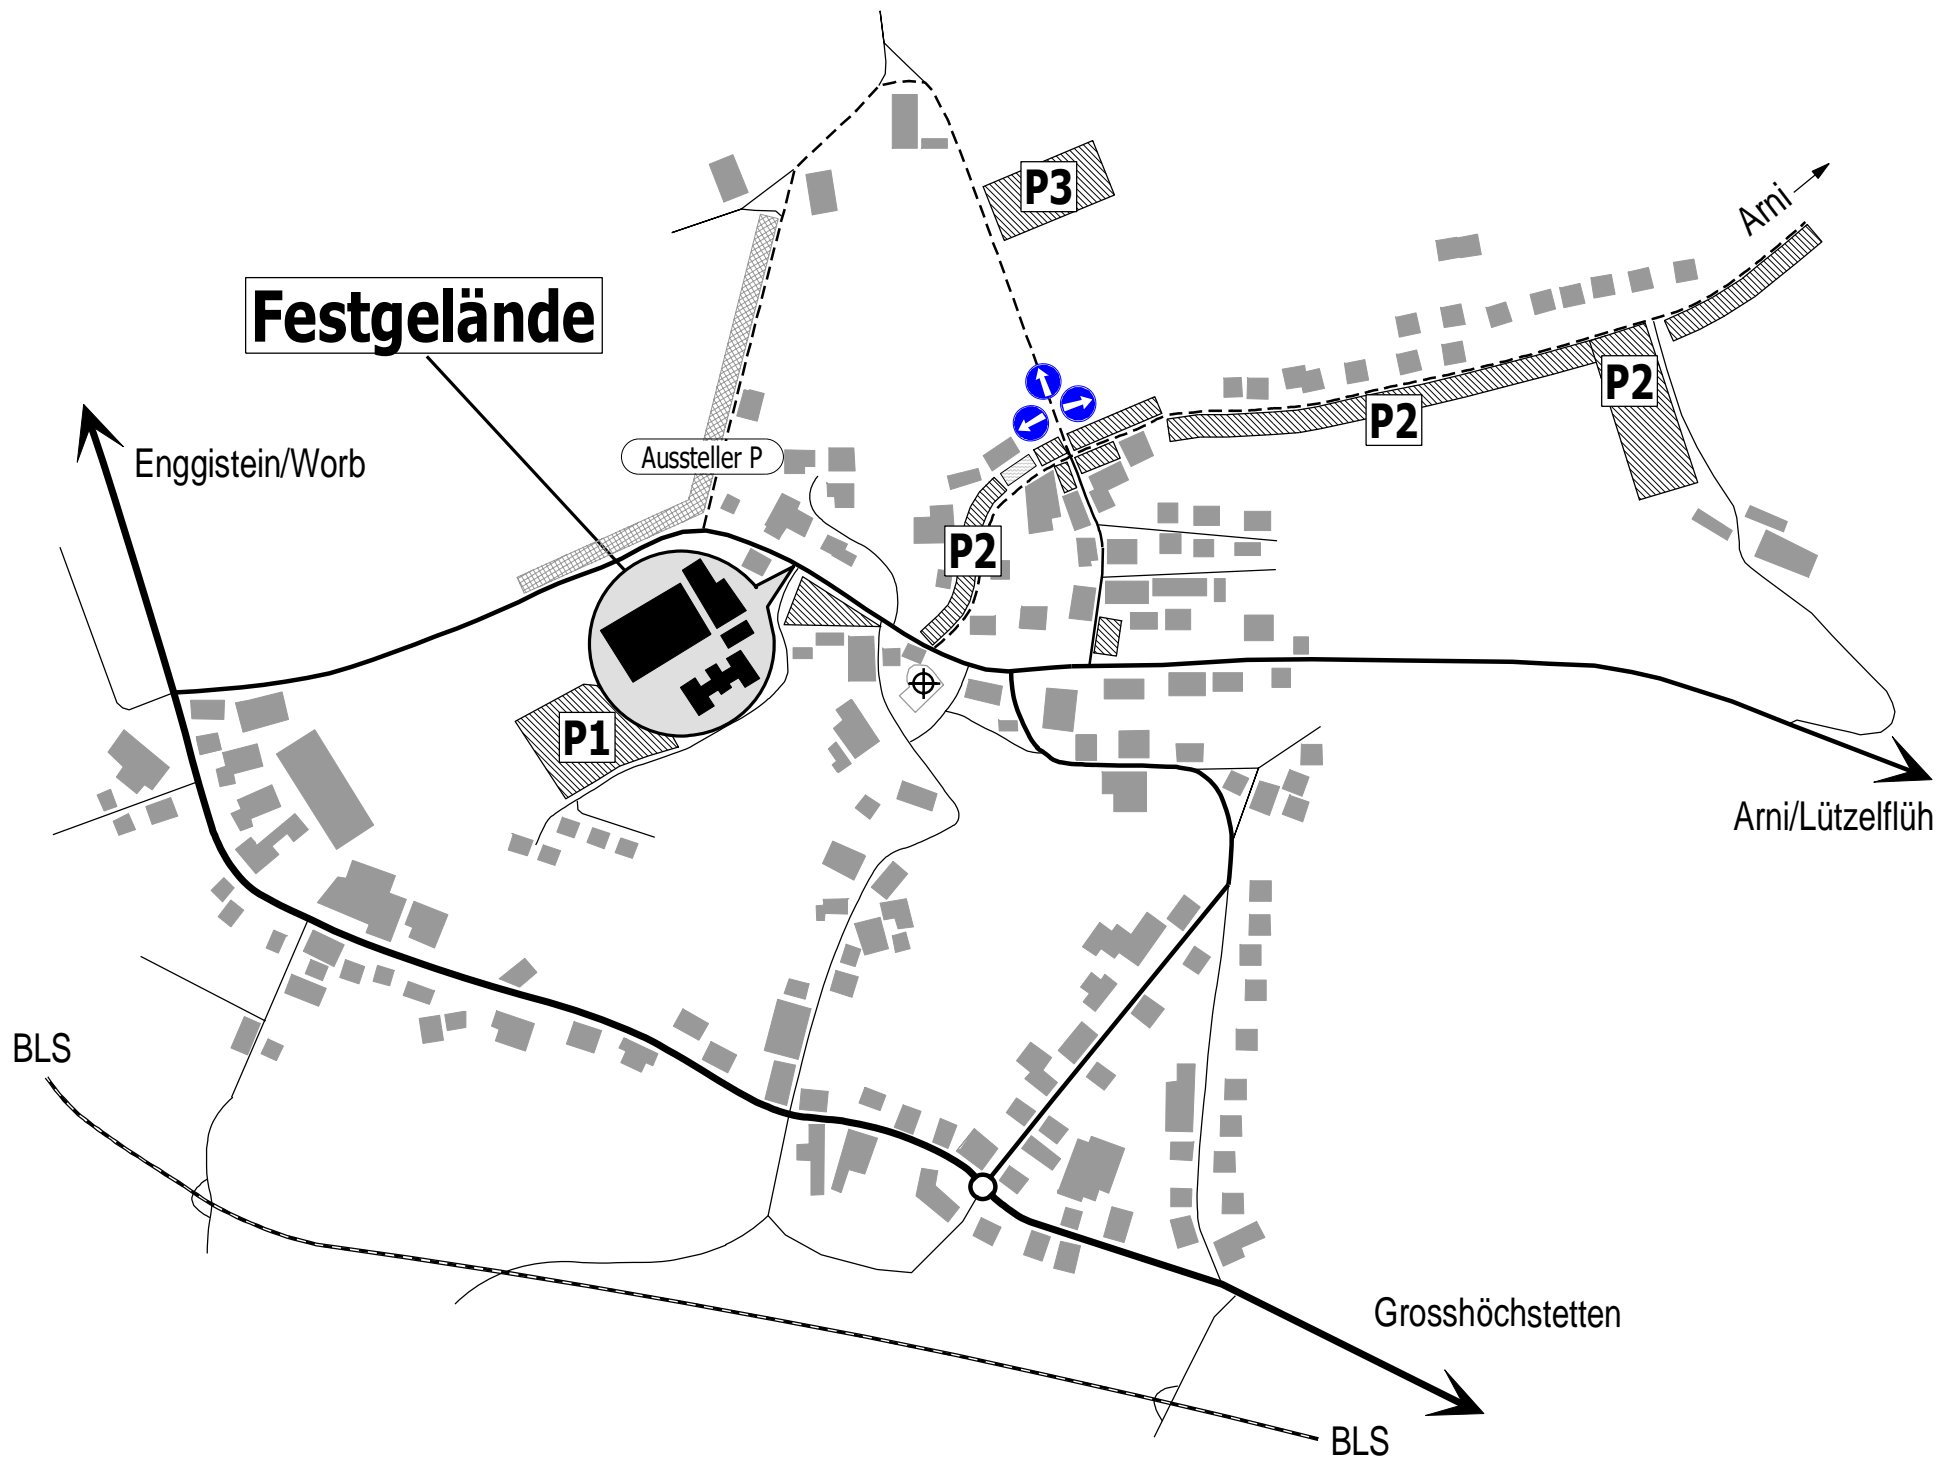 P3
Arni
Festgelände
P2
P2
Enggistein/Worb
Aussteller P
P2
P1
Arni/Lützelflüh
BLS
Grosshöchstetten
BLS